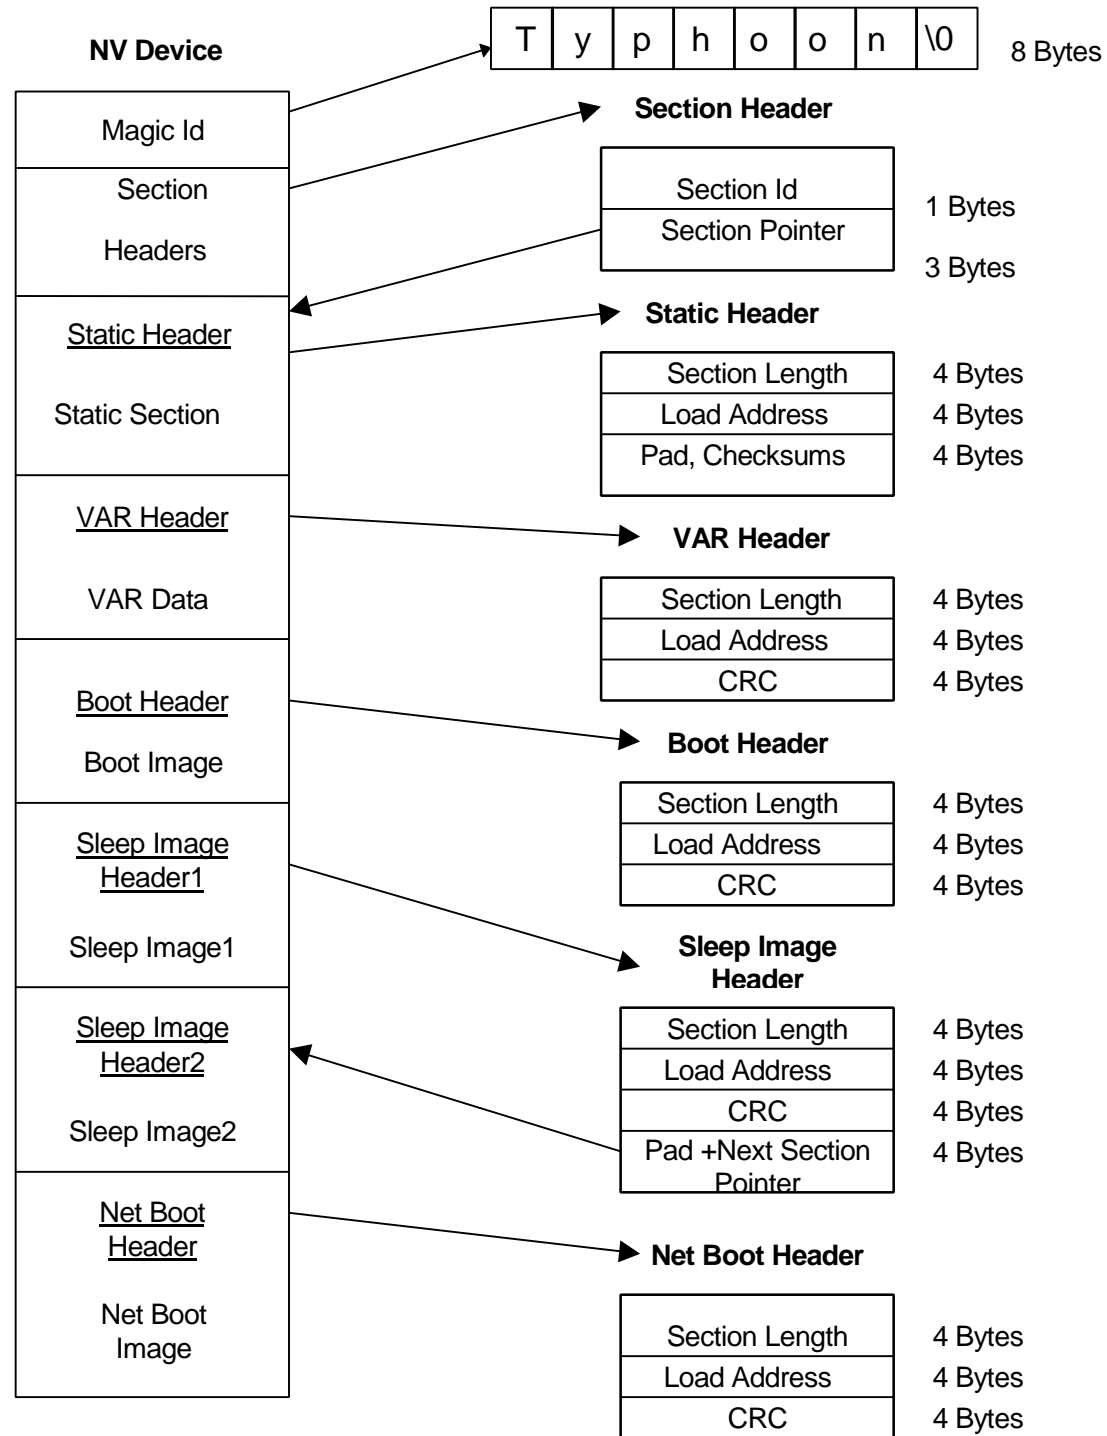 NV Device
T y p h o o n \0
8 Bytes
Magic Id
Section
Headers
Static Header
Static Section
VAR Header
VAR Data
Boot Header
Boot Image
Sleep Image
Header1
Sleep Image1
Sleep Image
Header2
Sleep Image2
Net Boot
Header
Net Boot
Image
Section Header
Section Id
1 Bytes
Section Pointer
3 Bytes
Static Header
Section Length 4 Bytes
Load Address 4 Bytes
Pad, Checksums 4 Bytes
VAR Header
Section Length 4 Bytes
Load Address 4 Bytes
CRC 4 Bytes
Boot Header
Section Length 4 Bytes
Load Address 4 Bytes
CRC 4 Bytes
Sleep Image
Header
Section Length 4 Bytes
Load Address 4 Bytes
CRC 4 Bytes
Pad +Next Section 4 Bytes
Pointer
Net Boot Header
Section Length 4 Bytes
Load Address 4 Bytes
CRC 4 Bytes